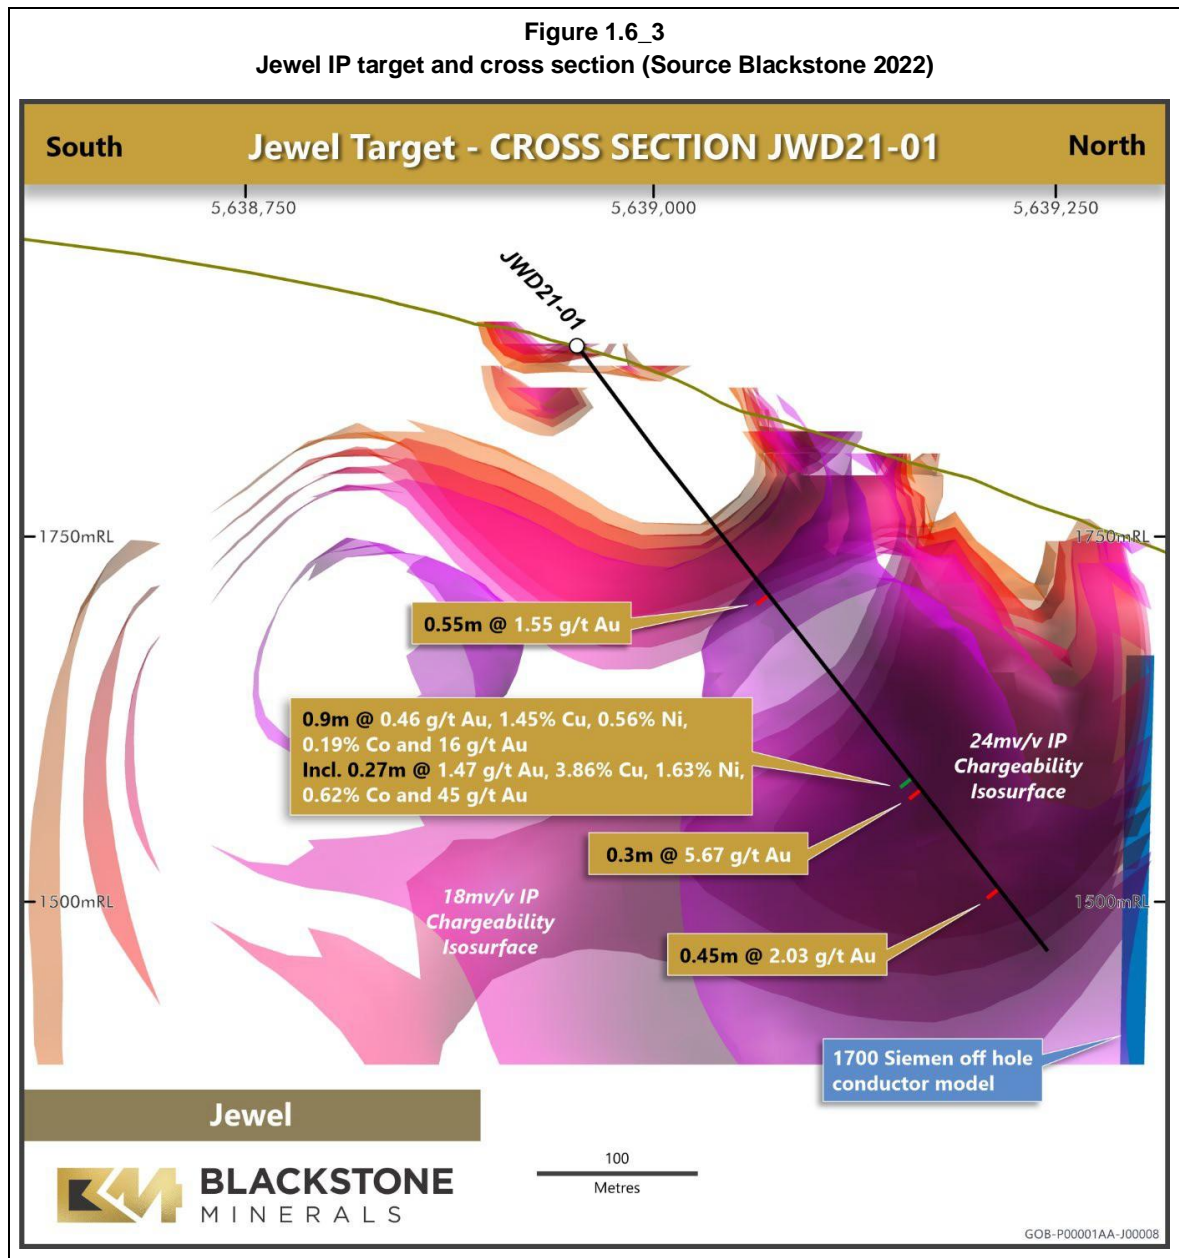 Figure 1.6_3
Jewel IP target and cross section (Source Blackstone 2022)
South
Jewel Target - CROSS SECTION JWD21-01
North
5,638,750
5,639,000
5,639,250
JWD21-01
1750mRL
1750mRL
0.55m @ 1.55 g/t Au
0.9m @ 0.46 g/t Au, 1.45% Cu, 0.56% Ni,
0.19% Co and 16 g/t Au
Incl. 0.27m @ 1.47 g/t Au, 3.86% Cu, 1.63% Ni,
0.62% Co and 45 g/t Au
24mv/v IP
Chargeability
Isosurface
0.3m @ 5.67 g/t Au
18mv/v IP
Chargeability
Isosurface
1500mRL
1500mRL
0.45m @ 2.03 g/t Au
1700 Siemen off hole
conductor model
Jewel
BLACKSTONE
MINERALS
100
Metres
GOB-P00001AA-J00008